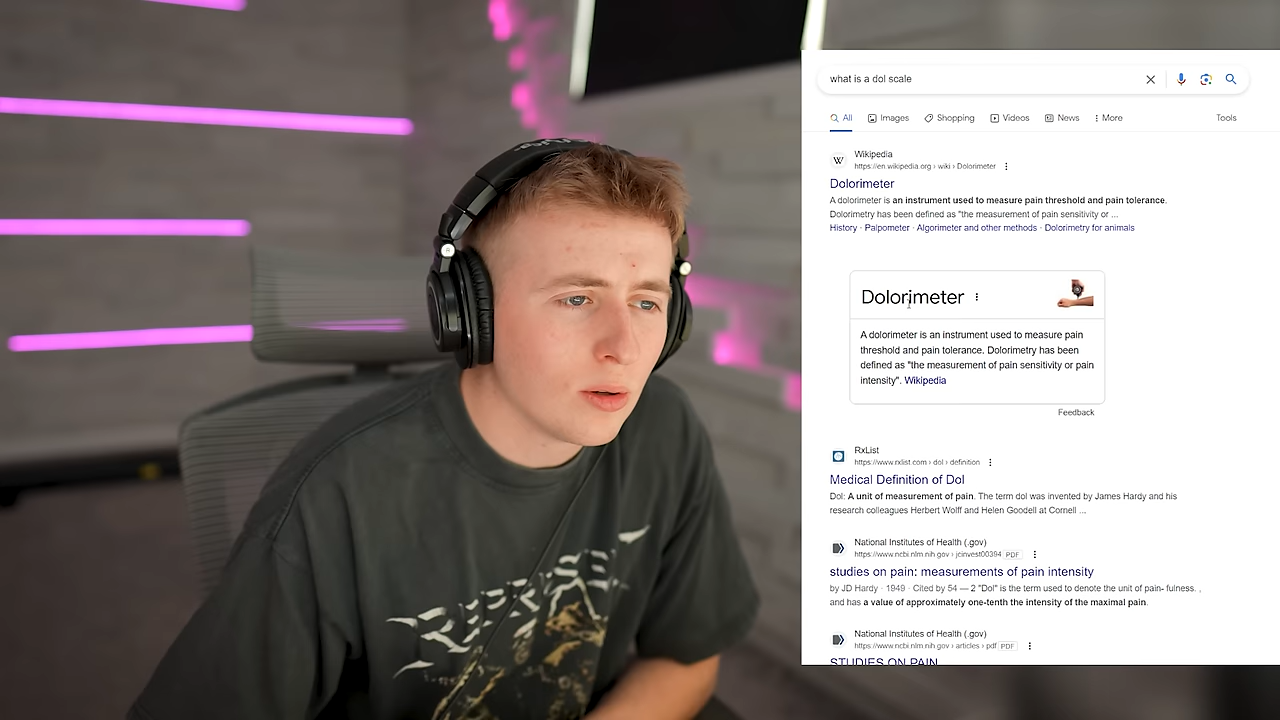 what is a dol scale
All
Images
Shopping
Videos
News
More
Tools
Wikipedia
https://en.wikipedia.org › wiki › Dolorimeter
Dolorimeter
A dolorimeter is an instrument used to measure pain threshold and pain tolerance.
Dolorimetry has been defined as "the measurement of pain sensitivity or ...
History · Palpometer · Algorimeter and other methods · Dolorimetry for animals
Dolorimeter
A dolorimeter is an instrument used to measure pain
threshold and pain tolerance. Dolorimetry has been
defined as "the measurement of pain sensitivity or pain
intensity". Wikipedia
Feedback
RxList
https://www.rxlist.com › dol › definition
Medical Definition of Dol
Dol: A unit of measurement of pain. The term dol was invented by James Hardy and his
research colleagues Herbert Wolff and Helen Goodell at Cornell ...
National Institutes of Health (.gov)
https://www.ncbi.nlm.nih.gov › jcinvest00394 PDF
studies on pain: measurements of pain intensity
by JD Hardy · 1949 · Cited by 54 — 2 "Dol" is the term used to denote the unit of pain- fulness. ,
and has a value of approximately one-tenth the intensity of the maximal pain.
National Institutes of Health (.gov)
https://www.ncbi.nlm.nih.gov › articles › pdf PDF
STUDIES ON PAIN